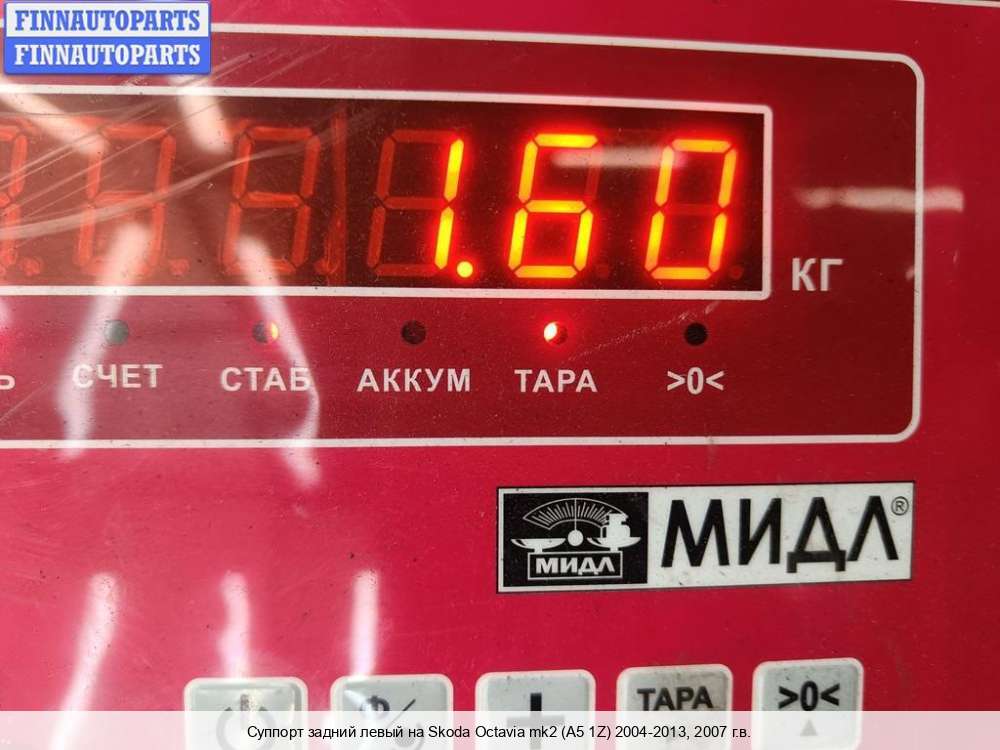 FINNAUTOPARTS
FINNAUTOPARTS
1.60
КГ
Ь СЧЕТ СТАБ АККУМ ТАРА >0<
МИДЛ
МИДЛ®
ТАРА >0<
Суппорт задний левый на Skoda Octavia mk2 (A5 1Z) 2004-2013, 2007 г.в.